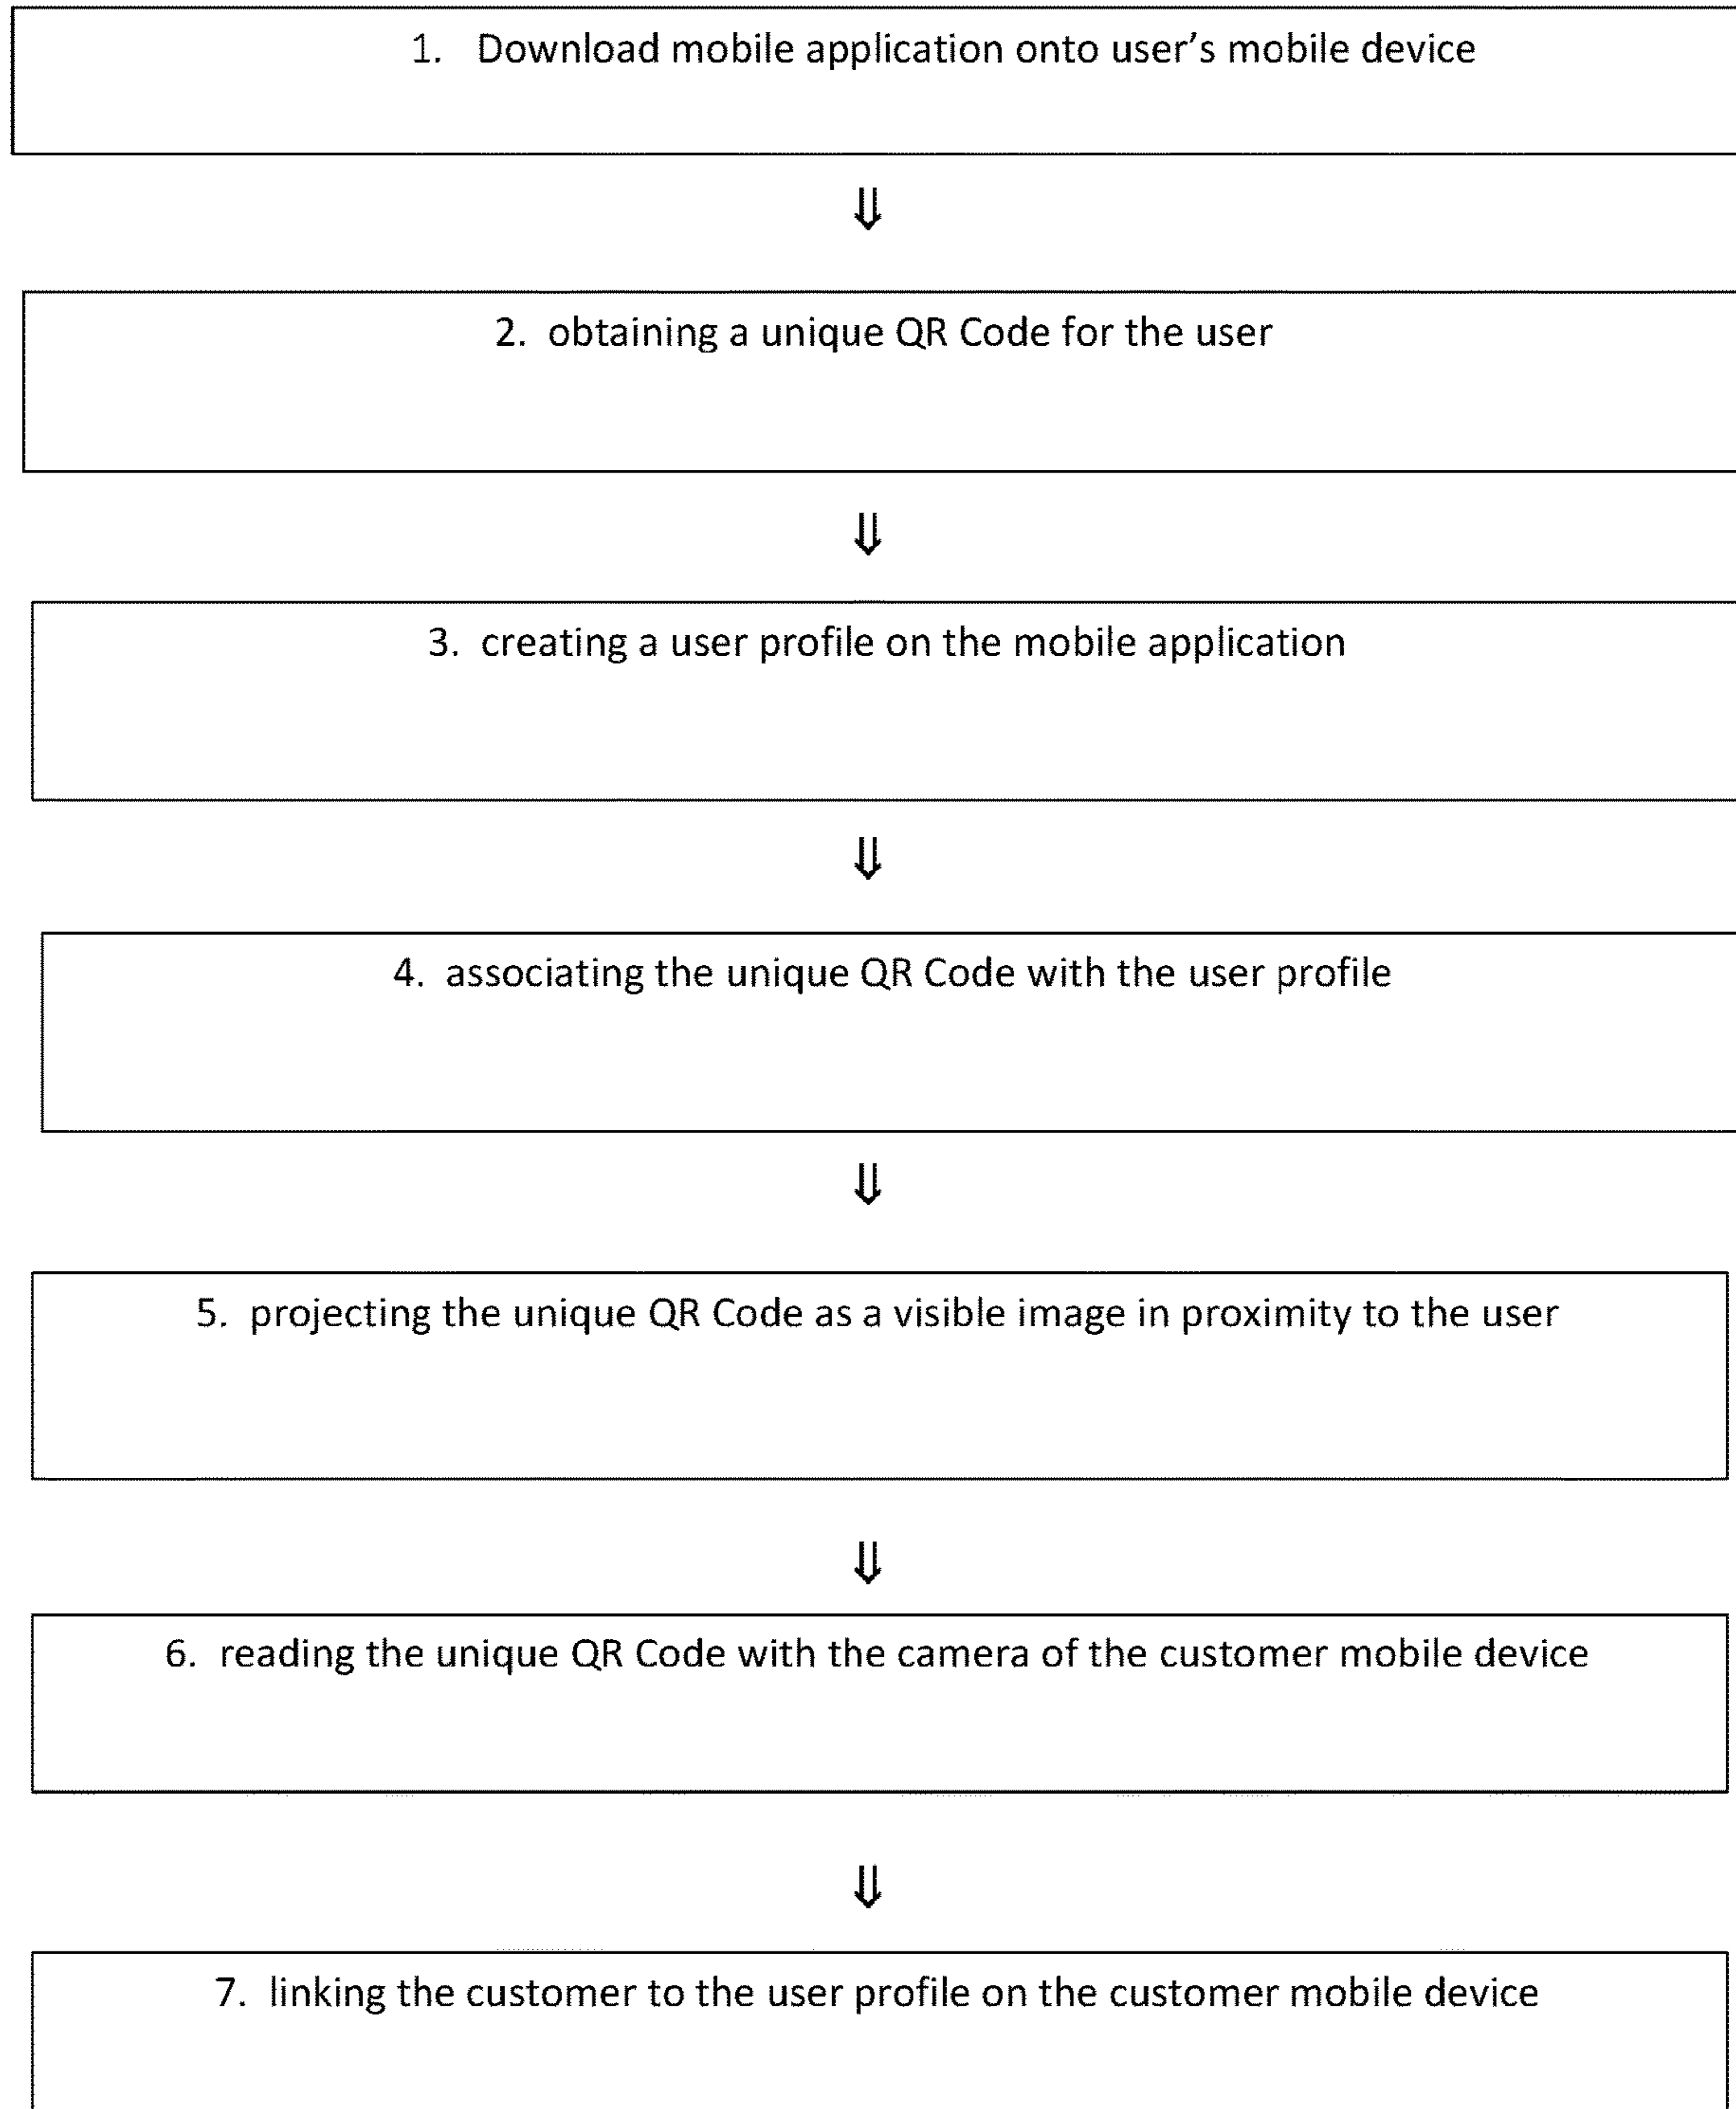 1. Download mobile application onto user's mobile device
⇓
2. obtaining a unique QR Code for the user
⇓
3. creating a user profile on the mobile application
⇓
4. associating the unique QR Code with the user profile
⇓
5. projecting the unique QR Code as a visible image in proximity to the user
⇓
6. reading the unique QR Code with the camera of the customer mobile device
⇓
7. linking the customer to the user profile on the customer mobile device